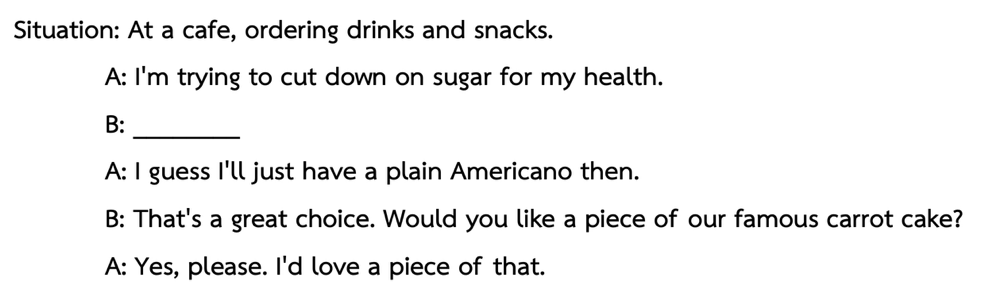 Situation: At a cafe, ordering drinks and snacks.
A: I'm trying to cut down on sugar for my health.
B: ________
A: I guess I'll just have a plain Americano then.
B: That's a great choice. Would you like a piece of our famous carrot cake?
A: Yes, please. I'd love a piece of that.